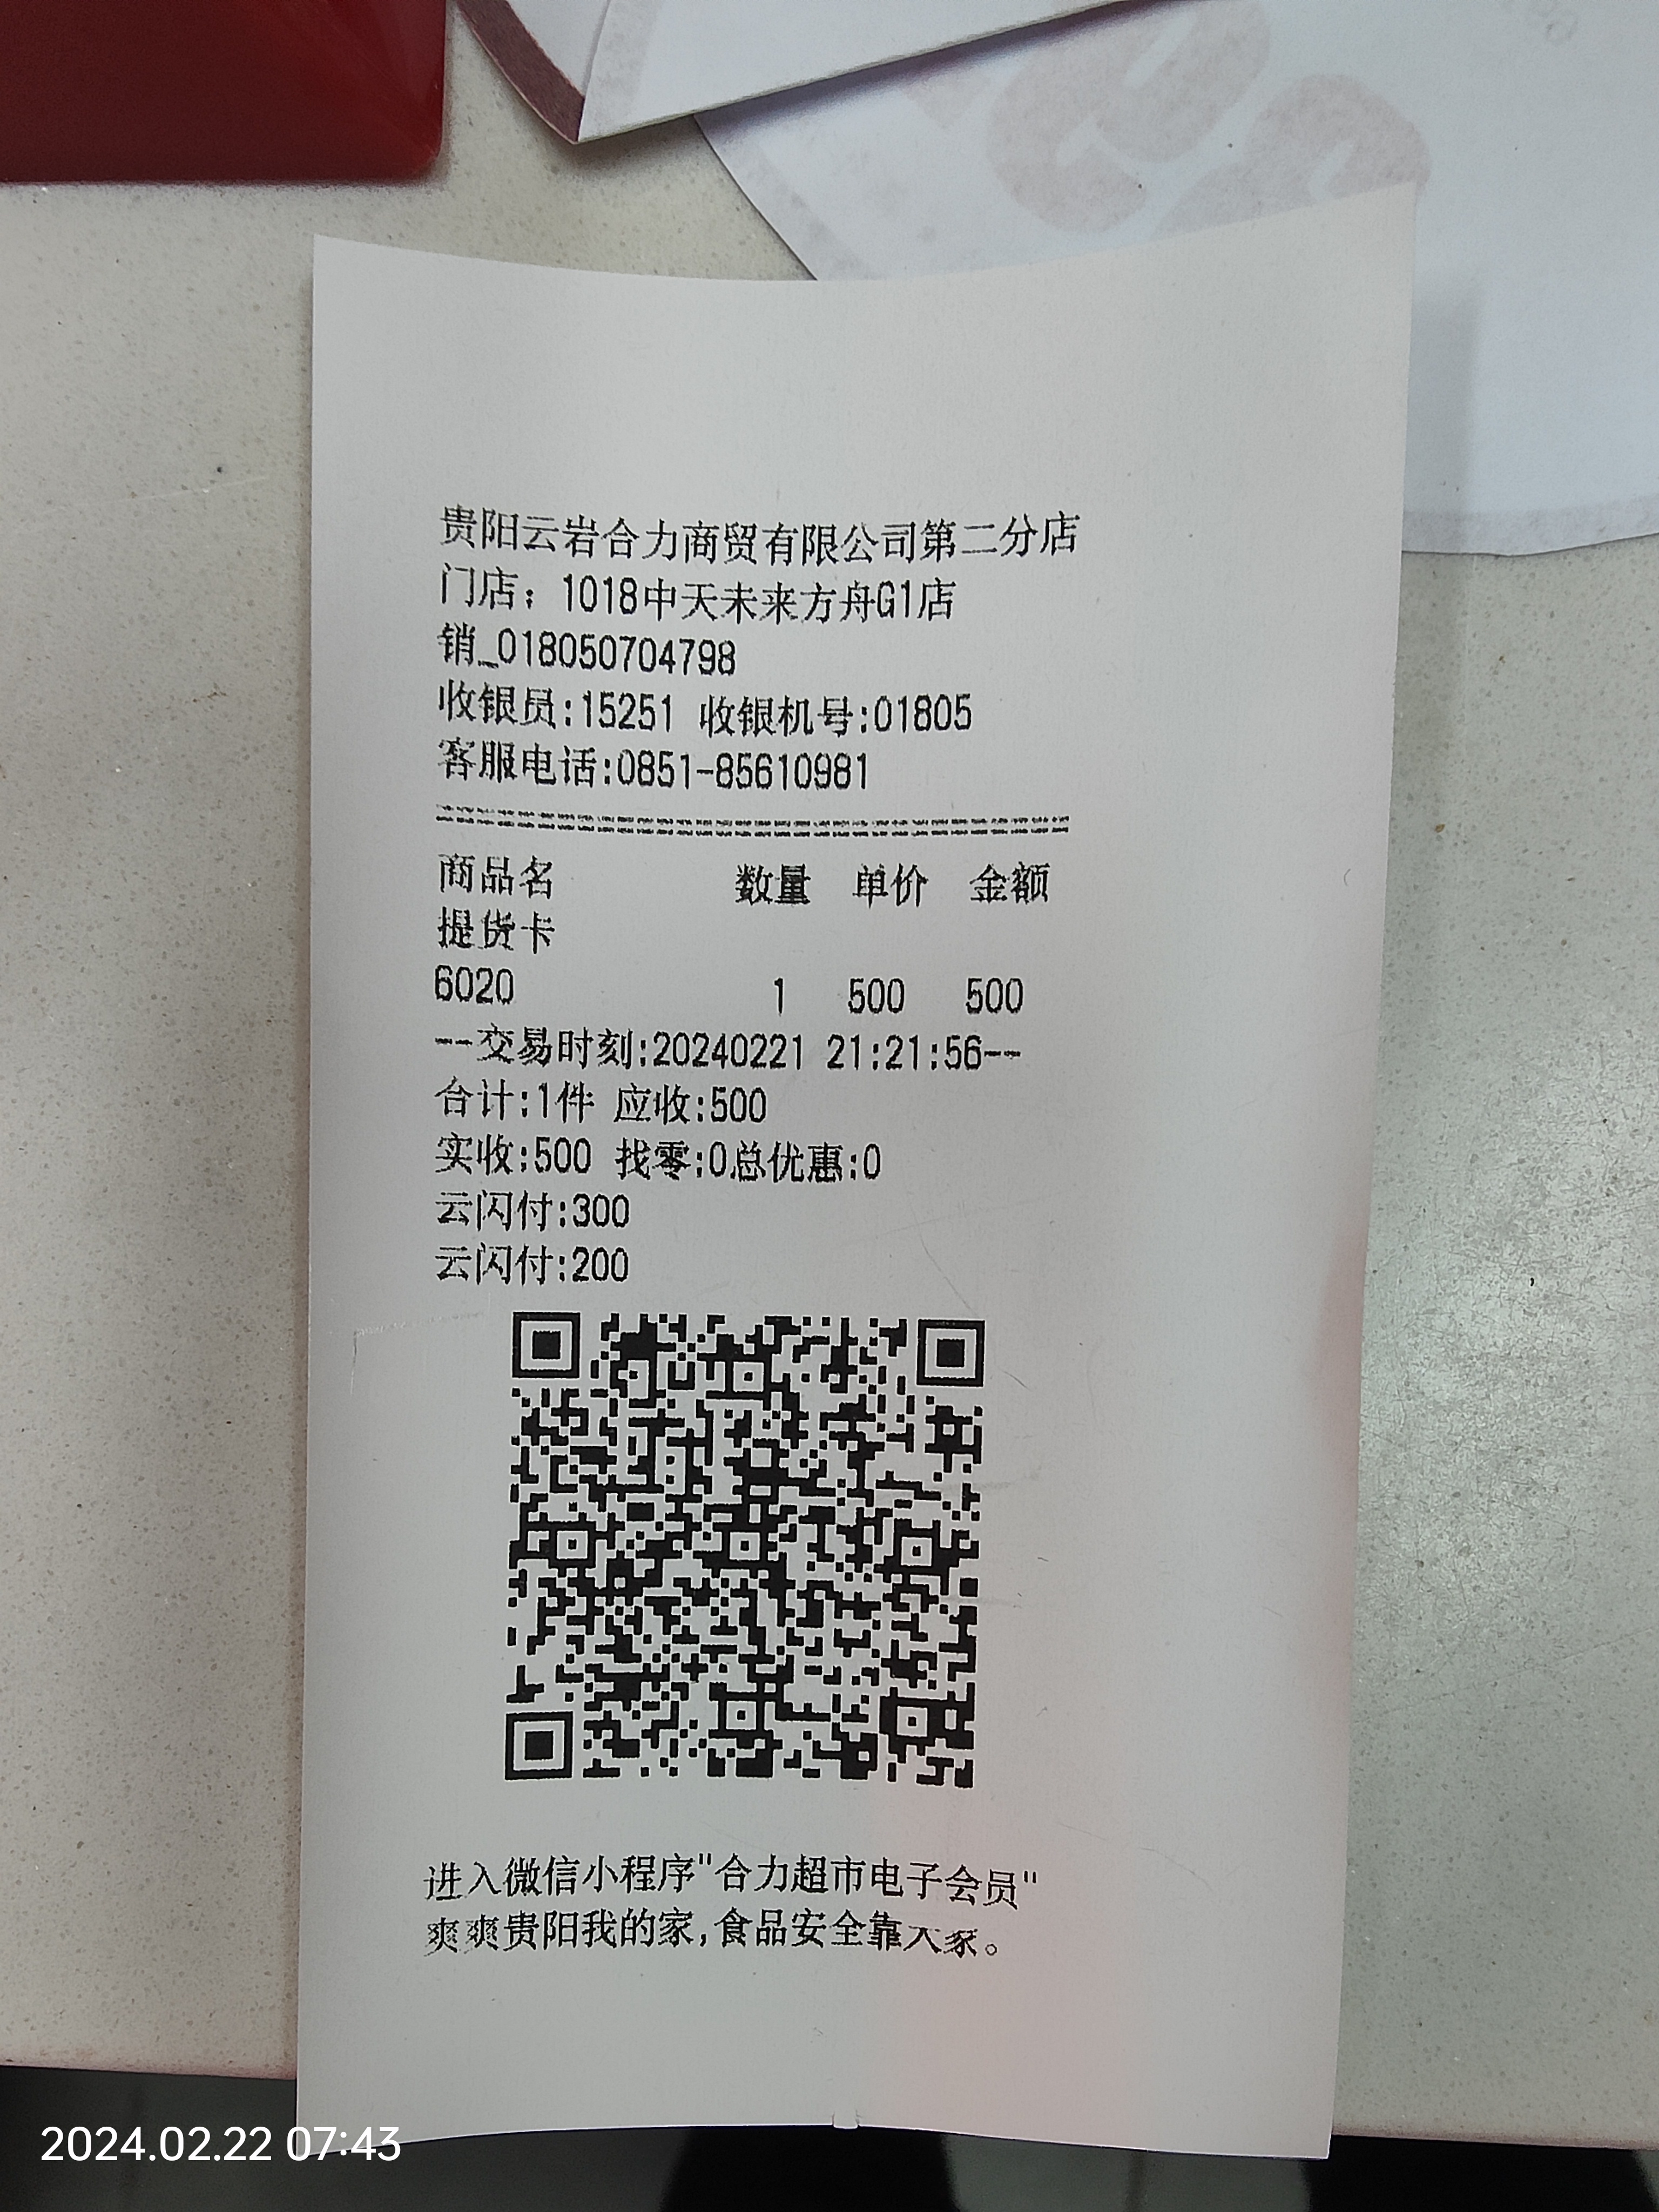 贵阳云岩合力商贸有限公司第二分店
门店：1018中天未来方舟G1店
销_018050704798
收银员:15251 收银机号:01805
客服电话:0851-85610981
================================
商品名 数量 单价 金额
提货卡
6020 1 500 500
--交易时刻:20240221 21:21:56--
合计:1件 应收:500
实收:500 找零:0总优惠:0
云闪付:300
云闪付:200
进入微信小程序"合力超市电子会员"
爽爽贵阳我的家,食品安全靠大家。
2024.02.22 07:43